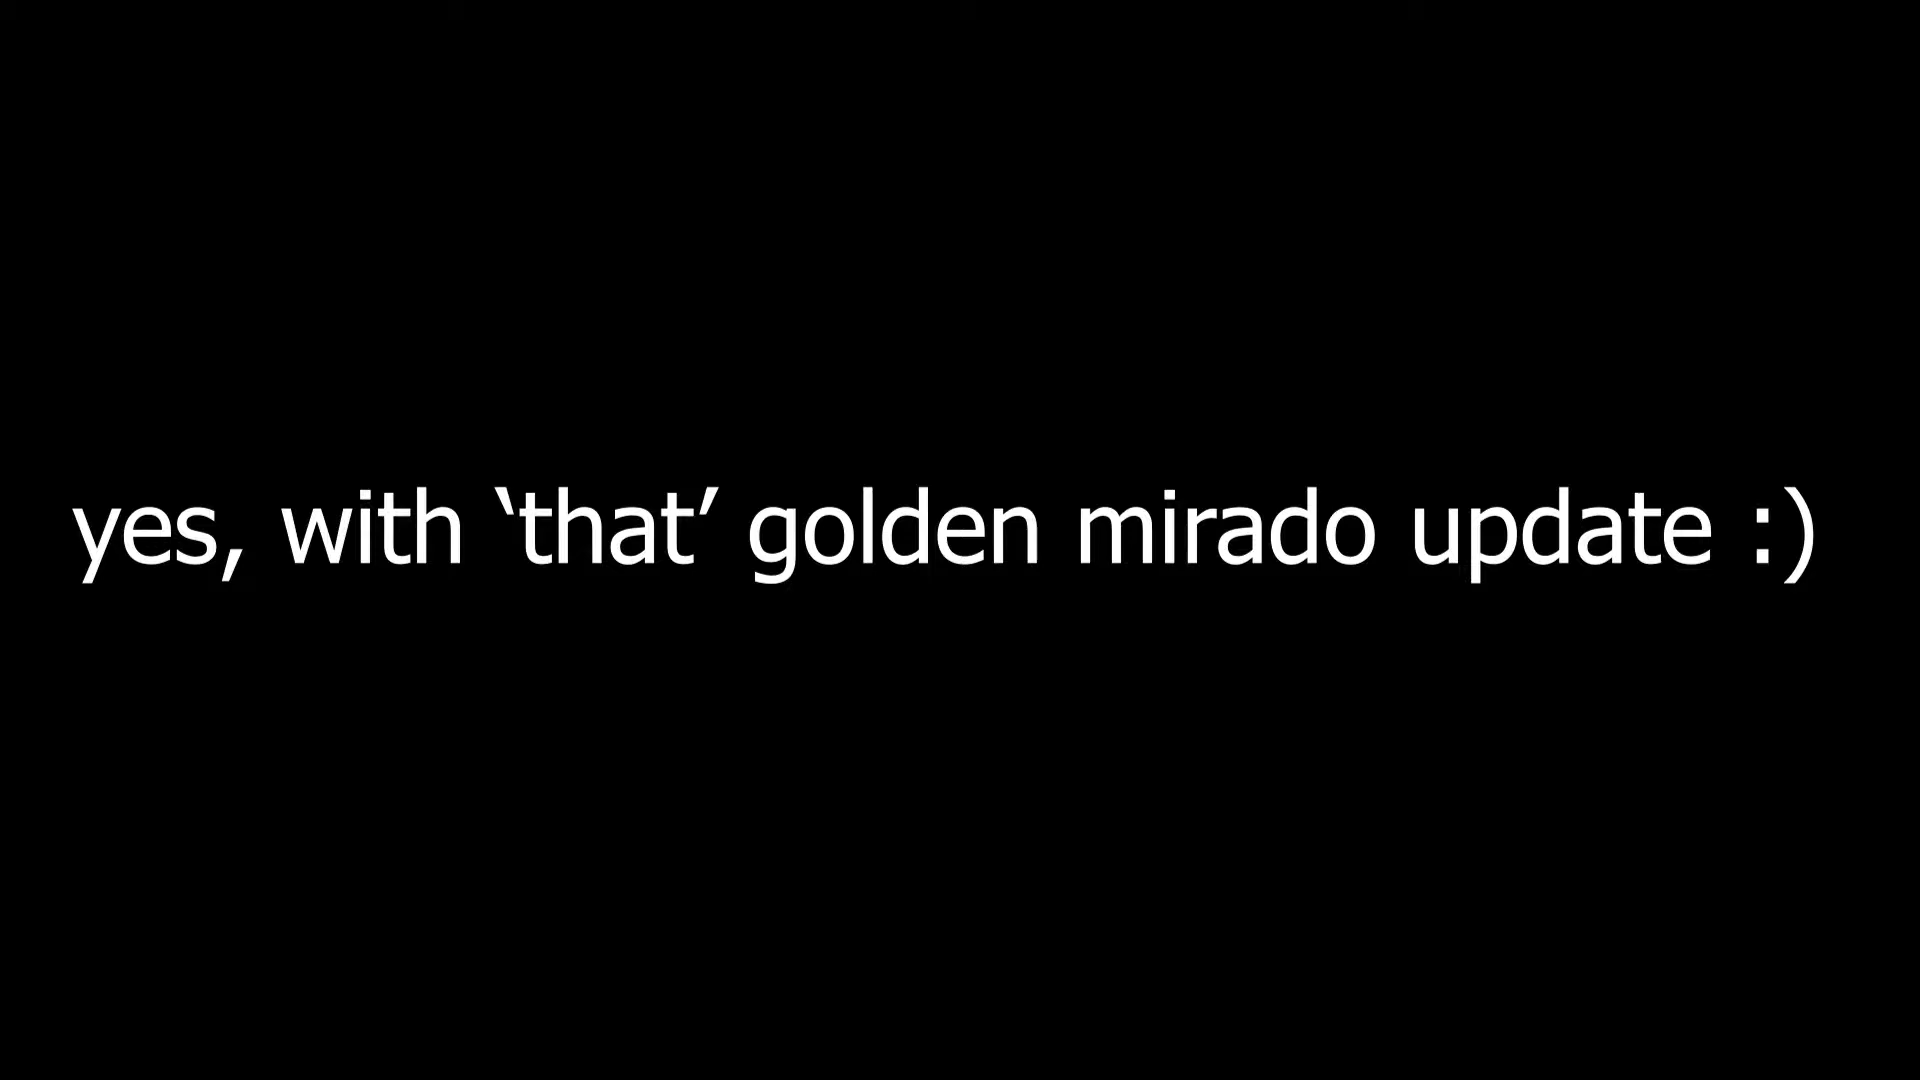 yes, with ‘that’ golden mirado update :)